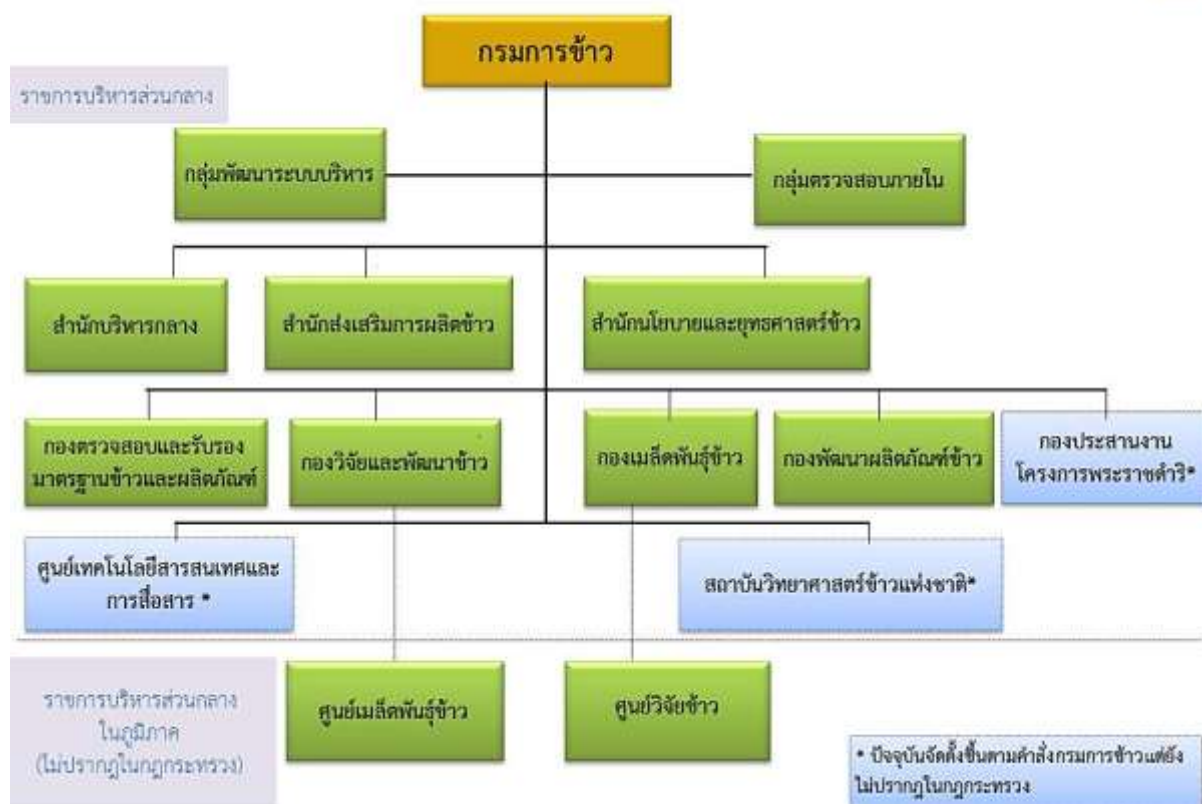 กรมการข้าว
ราชการบริหารส่วนกลาง
กลุ่มพัฒนาระบบบริหาร
กลุ่มตรวจสอบภายใน
สำนักบริหารกลาง
สำนักส่งเสริมการผลิตข้าว
สำนักนโยบายและยุทธศาสตร์ข้าว
กองตรวจสอบและรับรอง
มาตรฐานข้าวและผลิตภัณฑ์
กองวิจัยและพัฒนาข้าว
กองเมล็ดพันธุ์ข้าว
กองพัฒนาผลิตภัณฑ์ข้าว
กองประสานงาน
โครงการพระราชดำริ*
ศูนย์เทคโนโลยีสารสนเทศและ
การสื่อสาร *
สถาบันวิทยาศาสตร์ข้าวแห่งชาติ*
ราชการบริหารส่วนกลาง
ในภูมิภาค
(ไม่ปรากฏในกฎกระทรวง)
ศูนย์เมล็ดพันธุ์ข้าว
ศูนย์วิจัยข้าว
* ปัจจุบันจัดตั้งขึ้นตามคำสั่งกรมการข้าวแต่ยัง
ไม่ปรากฏในกฎกระทรวง